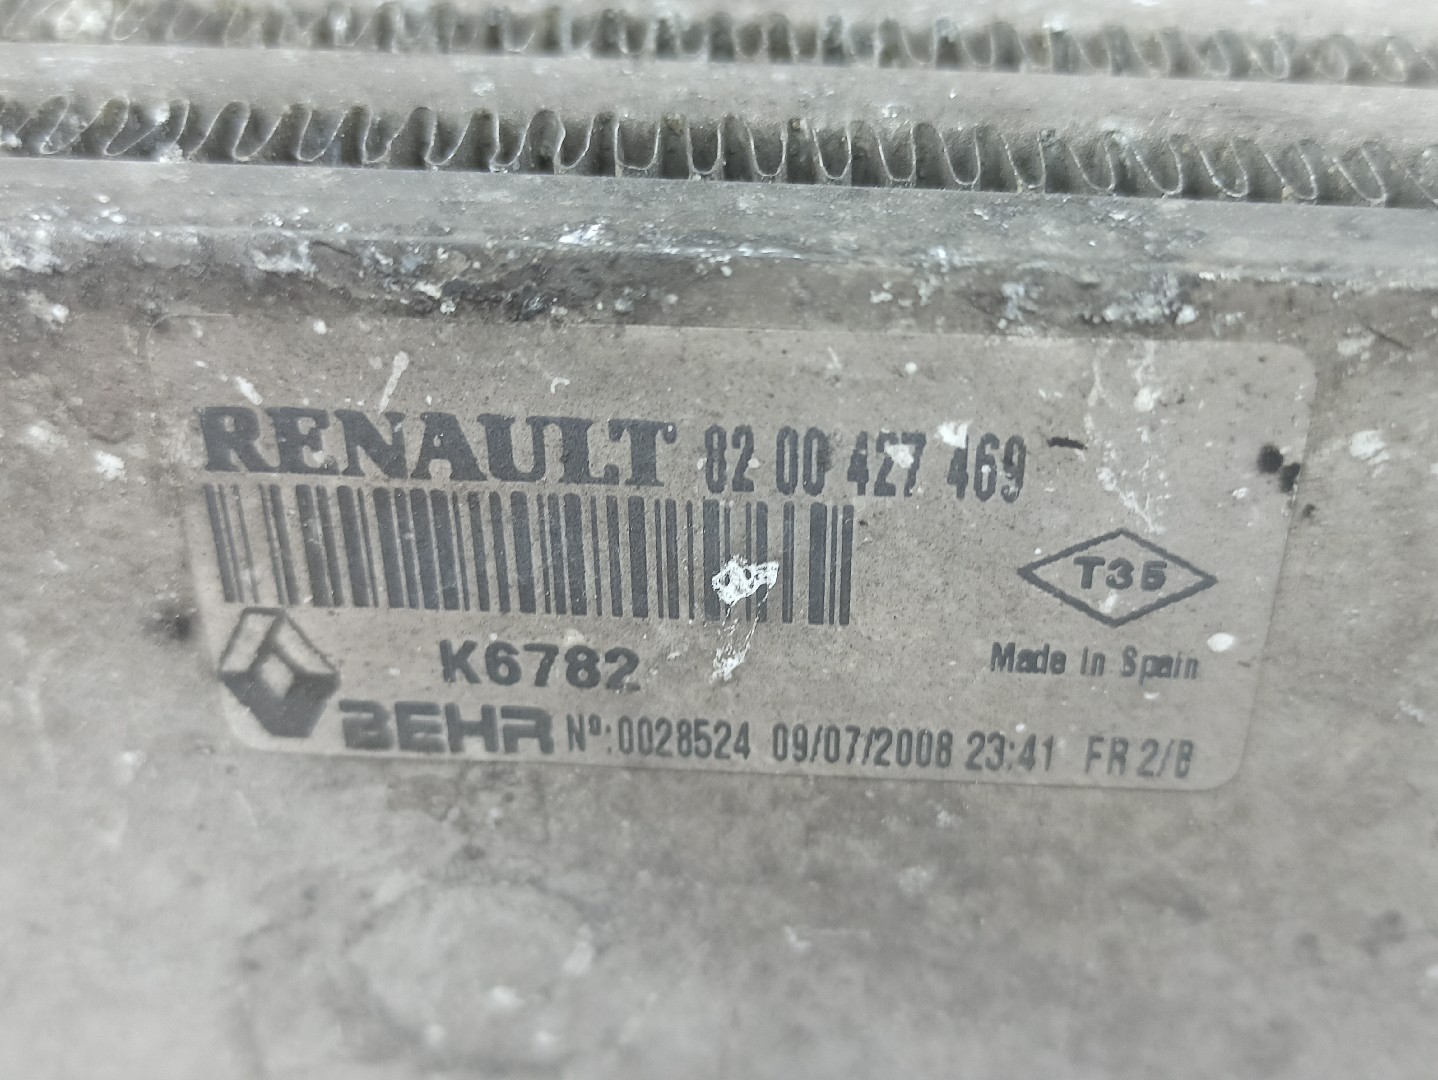 RENAULT 82 00 427 469
T35
K6782
Made in Spain
BEHR Nº:0028524 09/07/2008 23:41 FR 2/B